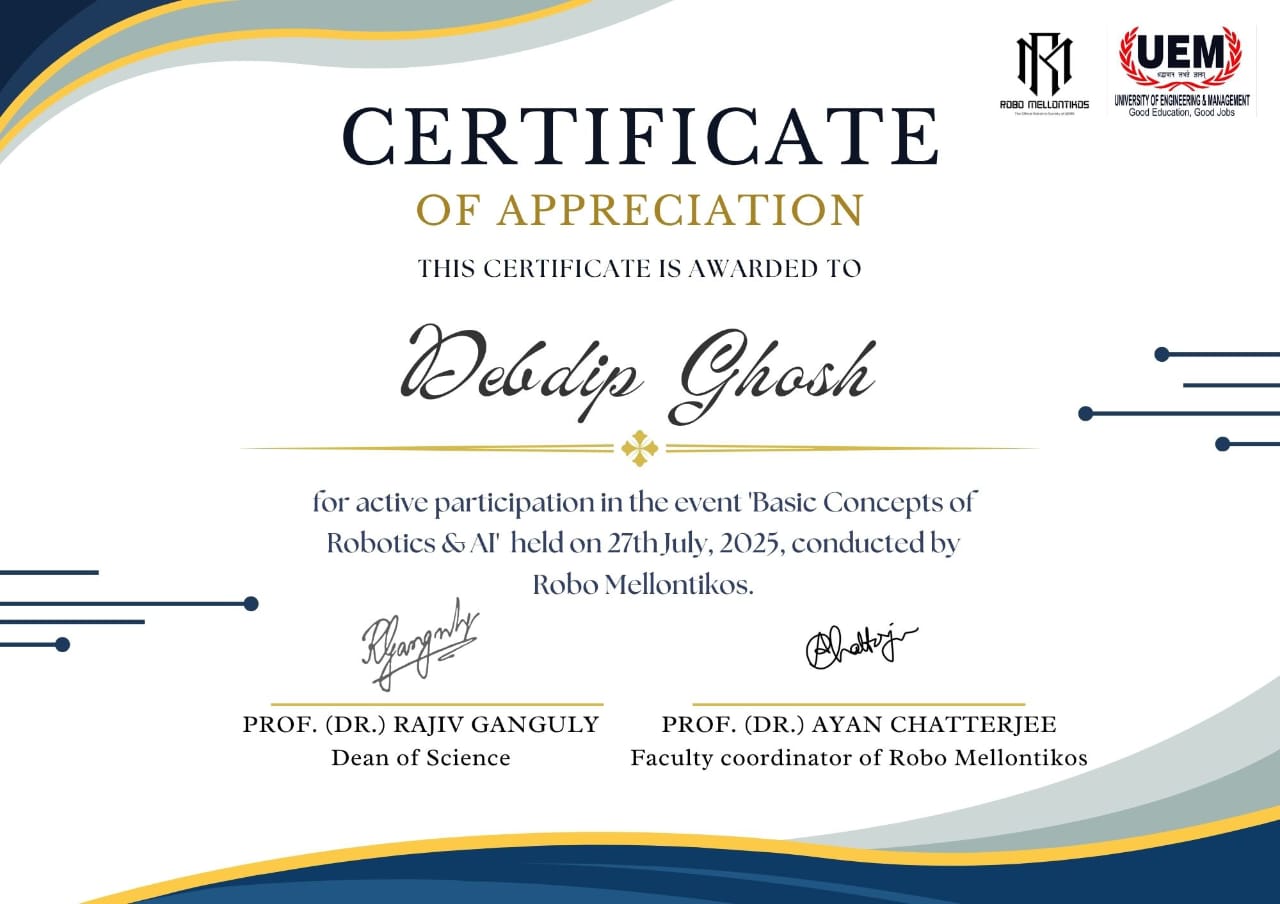 ROBO MELLONTIKOS
UEM
UNIVERSITY OF ENGINEERING & MANAGEMENT
Good Education, Good Jobs
CERTIFICATE
OF APPRECIATION
THIS CERTIFICATE IS AWARDED TO
Debdip Ghosh
for active participation in the event 'Basic Concepts of
Robotics & AI' held on 27th July, 2025, conducted by
Robo Mellontikos.
RGanguly
AChatterjee
PROF. (DR.) RAJIV GANGULY
Dean of Science
PROF. (DR.) AYAN CHATTERJEE
Faculty coordinator of Robo Mellontikos